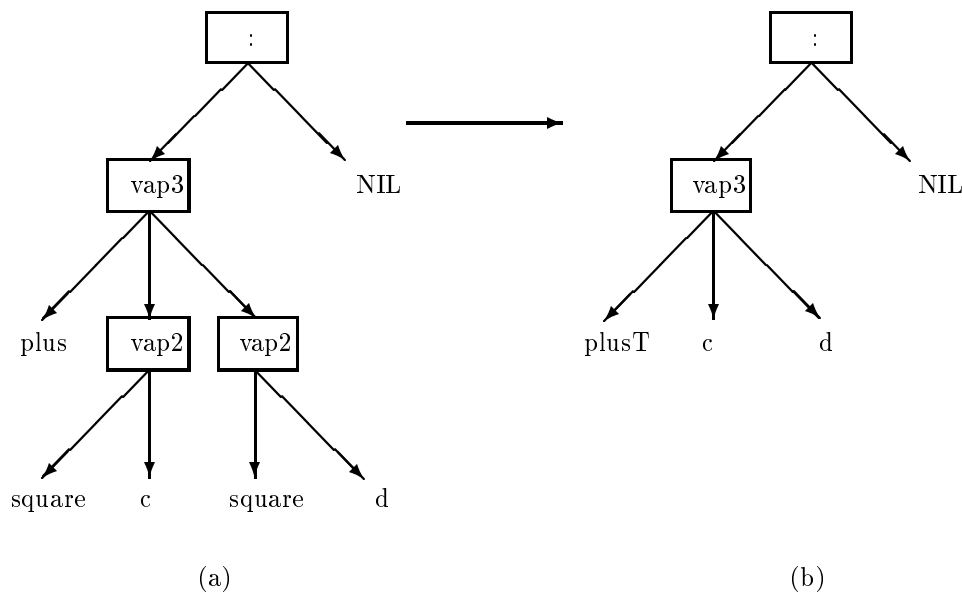 : :
vap3 NIL vap3 NIL
plus vap2 vap2 plusT c d
square c square d
(a) (b)